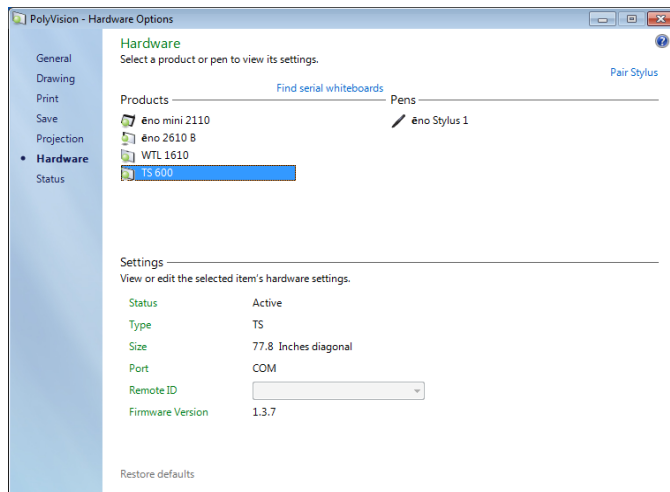 PolyVision - Hardware Options
General
Drawing
Print
Save
Projection
• Hardware
Status
Hardware
Select a product or pen to view its settings.
Pair Stylus
Find serial whiteboards
Products
ēno mini 2110
ēno 2610 B
WTL 1610
TS 600
Pens
ēno Stylus 1
Settings
View or edit the selected item's hardware settings.
Status Active
Type TS
Size 77.8 Inches diagonal
Port COM
Remote ID
Firmware Version 1.3.7
Restore defaults